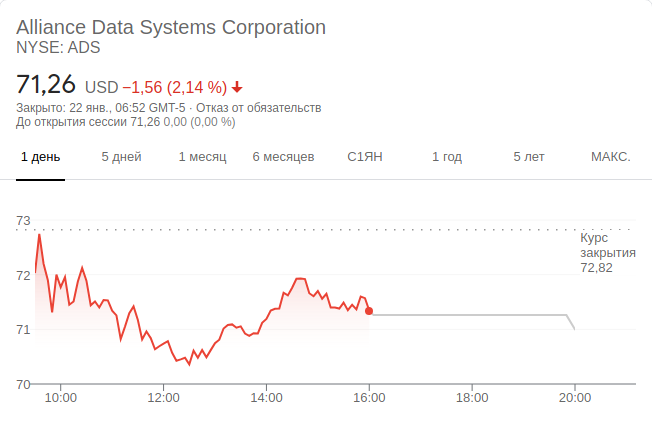 Alliance Data Systems Corporation
NYSE: ADS
71,26 USD −1,56 (2,14 %)
Закрыто: 22 янв., 06:52 GMT-5 · Отказ от обязательств
До открытия сессии 71,26 0,00 (0,00 %)
1 день 5 дней 1 месяц 6 месяцев С1ЯН 1 год 5 лет МАКС.
73
Курс
закрытия
72,82
72
71
70
10:00 12:00 14:00 16:00 18:00 20:00